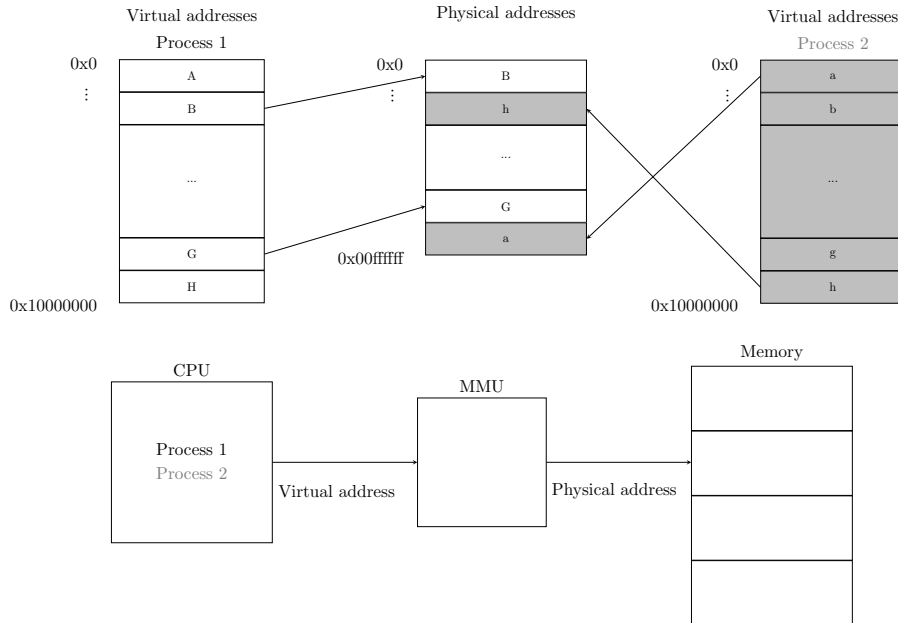 Virtual addresses
Process 1
0x0
⋮
A
B
...
G
H
0x10000000
Physical addresses
0x0
⋮
B
h
...
G
a
0x00ffffff
Virtual addresses
Process 2
0x0
⋮
a
b
...
g
h
0x10000000
CPU
Process 1
Process 2
Virtual address
MMU
Physical address
Memory